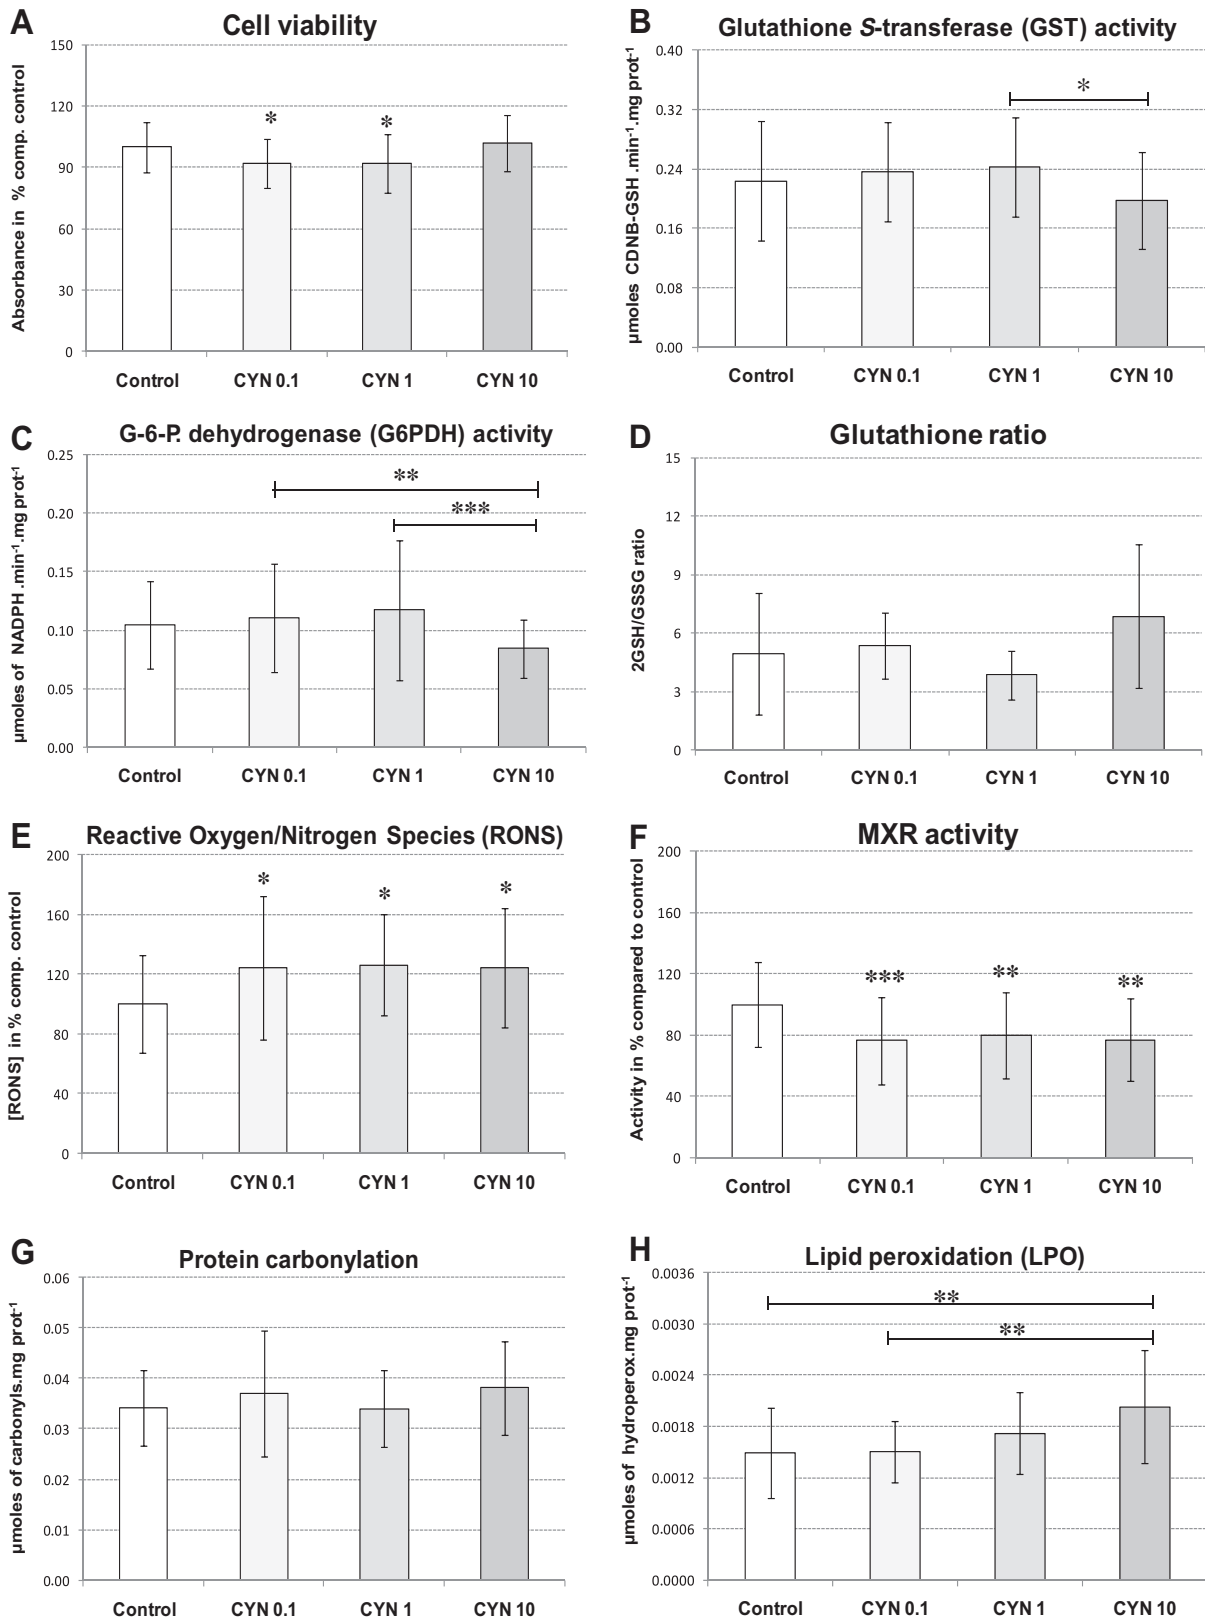 A
Cell viability
Absorbance in % comp. control
150
120
90
60
30
0
*
*
Control
CYN 0.1
CYN 1
CYN 10
B
Glutathione S-transferase (GST) activity
µmoles CDNB-GSH .min⁻¹.mg prot⁻¹
0.40
0.32
0.24
0.16
0.08
0.00
*
Control
CYN 0.1
CYN 1
CYN 10
C
G-6-P. dehydrogenase (G6PDH) activity
µmoles of NADPH .min⁻¹.mg prot⁻¹
0.25
0.20
0.15
0.10
0.05
0.00
**
***
Control
CYN 0.1
CYN 1
CYN 10
D
Glutathione ratio
2GSH/GSSG ratio
15
12
9
6
3
0
Control
CYN 0.1
CYN 1
CYN 10
E
Reactive Oxygen/Nitrogen Species (RONS)
[RONS] in % comp. control
200
160
120
80
40
0
*
*
*
Control
CYN 0.1
CYN 1
CYN 10
F
MXR activity
Activity in % compared to control
200
160
120
80
40
0
***
**
**
Control
CYN 0.1
CYN 1
CYN 10
G
Protein carbonylation
µmoles of carbonyls.mg prot⁻¹
0.06
0.05
0.04
0.03
0.02
0.01
0.00
Control
CYN 0.1
CYN 1
CYN 10
H
Lipid peroxidation (LPO)
µmoles of hydroperox.mg prot⁻¹
0.0036
0.0030
0.0024
0.0018
0.0012
0.0006
0.0000
**
**
Control
CYN 0.1
CYN 1
CYN 10